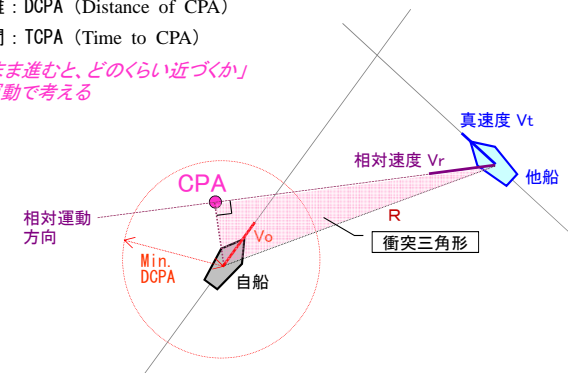 : DCPA (Distance of CPA)
: TCPA (Time to CPA)
まま進むと、どのくらい近づくか」
運動で考える
真速度 Vt
相対速度 Vr
他船
CPA
R
相対運動
方向
衝突三角形
Vo
Min.
DCPA
自船